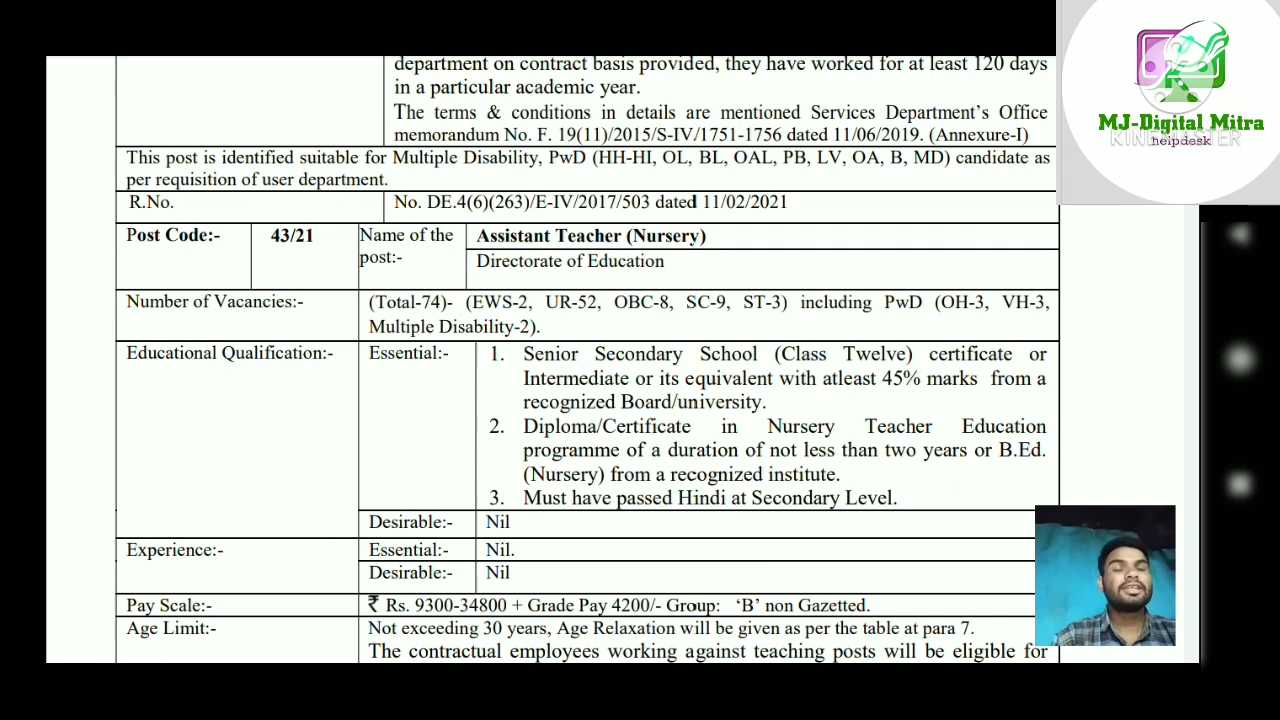 department on contract basis provided, they have worked for at least 120 days
in a particular academic year.
The terms & conditions in details are mentioned Services Department's Office
memorandum No. F. 19(11)/2015/S-IV/1751-1756 dated 11/06/2019. (Annexure-I)
This post is identified suitable for Multiple Disability, PwD (HH-HI, OL, BL, OAL, PB, LV, OA, B, MD) candidate as
per requisition of user department.
R.No. No. DE.4(6)(263)/E-IV/2017/503 dated 11/02/2021
Post Code:- 43/21 Name of the post:- Assistant Teacher (Nursery)
Directorate of Education
Number of Vacancies:- (Total-74)- (EWS-2, UR-52, OBC-8, SC-9, ST-3) including PwD (OH-3, VH-3,
Multiple Disability-2).
Educational Qualification:- Essential:- 1. Senior Secondary School (Class Twelve) certificate or
Intermediate or its equivalent with atleast 45% marks from a
recognized Board/university.
2. Diploma/Certificate in Nursery Teacher Education
programme of a duration of not less than two years or B.Ed.
(Nursery) from a recognized institute.
3. Must have passed Hindi at Secondary Level.
Desirable:- Nil
Experience:- Essential:- Nil.
Desirable:- Nil
Pay Scale:- ₹ Rs. 9300-34800 + Grade Pay 4200/- Group: 'B' non Gazetted.
Age Limit:- Not exceeding 30 years, Age Relaxation will be given as per the table at para 7.
The contractual employees working against teaching posts will be eligible for
MJ-Digital Mitra
KINEMASTER
helpdesk